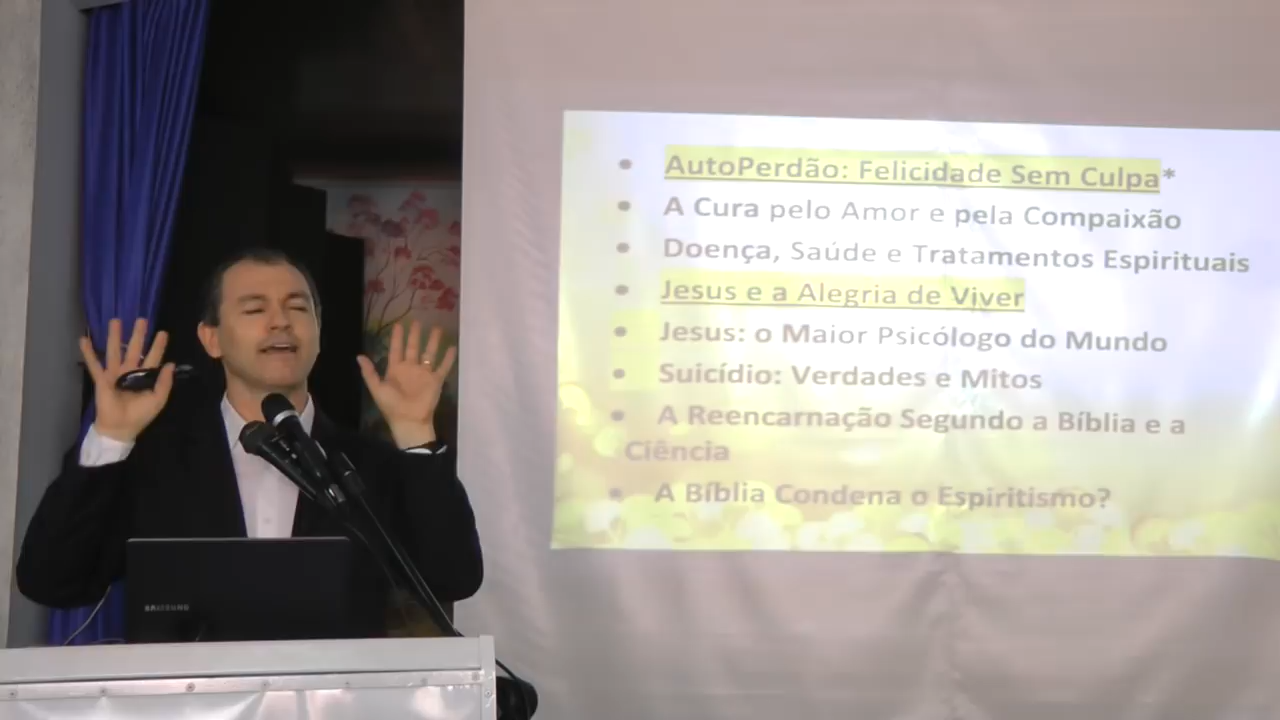 • AutoPerdão: Felicidade Sem Culpa*
• A Cura pelo Amor e pela Compaixão
• Doença, Saúde e Tratamentos Espirituais
• Jesus e a Alegria de Viver
• Jesus: o Maior Psicólogo do Mundo
• Suicídio: Verdades e Mitos
• A Reencarnação Segundo a Bíblia e a
Ciência
• A Bíblia Condena o Espiritismo?
SAMSUNG